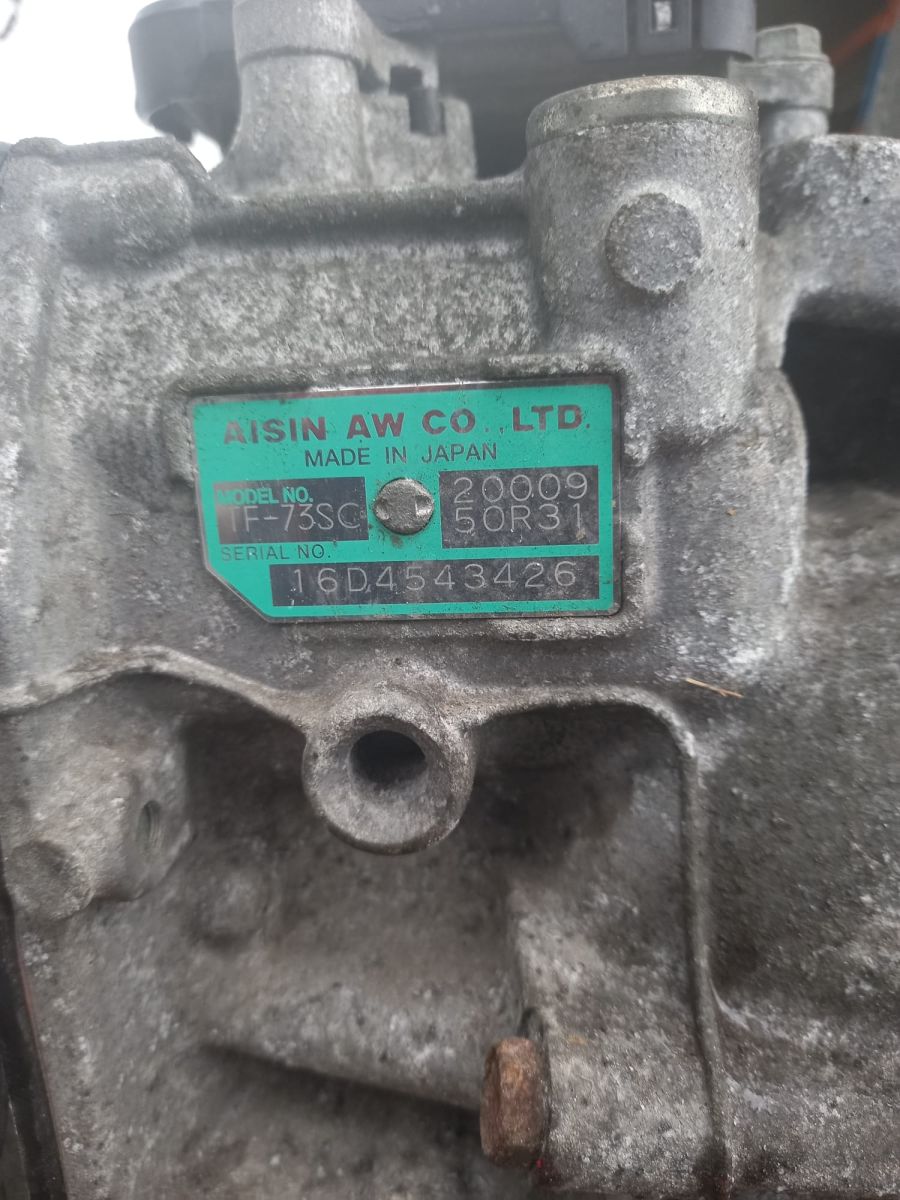 AISIN AW CO., LTD.
MADE IN JAPAN
MODEL NO.
TF-73SC
20009
50R31
SERIAL NO.
16D4543426